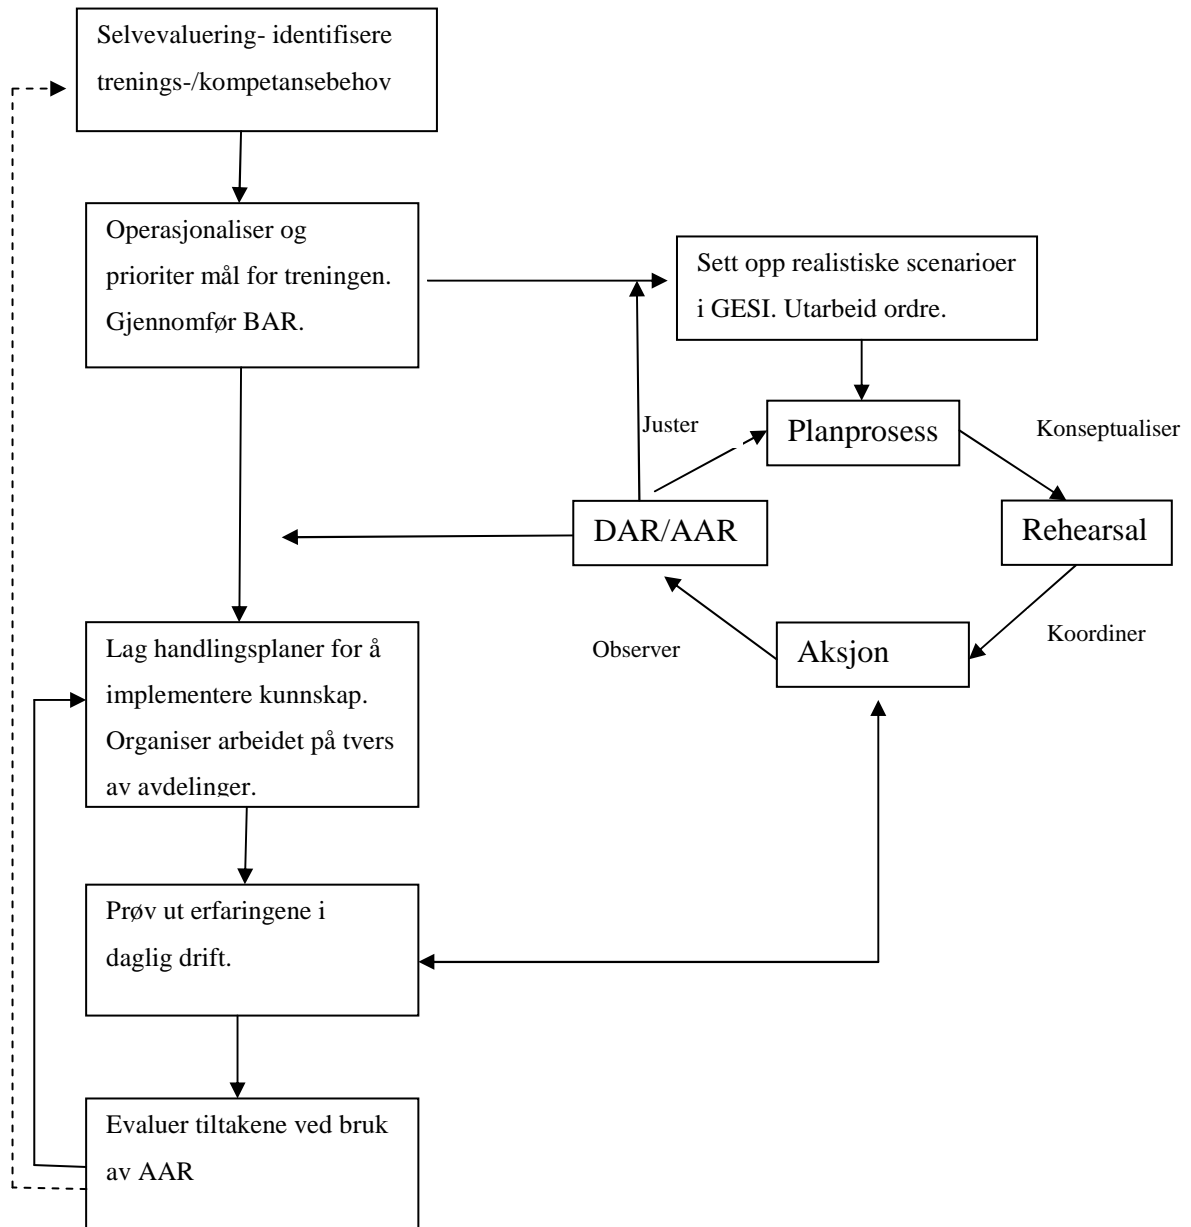 Selvevaluering- identifisere
trenings-/kompetansebehov
Operasjonaliser og
prioriter mål for treningen.
Gjennomfør BAR.
Sett opp realistiske scenarioer
i GESI. Utarbeid ordre.
Juster
Planprosess
Konseptualiser
DAR/AAR
Rehearsal
Observer
Aksjon
Koordiner
Lag handlingsplaner for å
implementere kunnskap.
Organiser arbeidet på tvers
av avdelinger.
Prøv ut erfaringene i
daglig drift.
Evaluer tiltakene ved bruk
av AAR